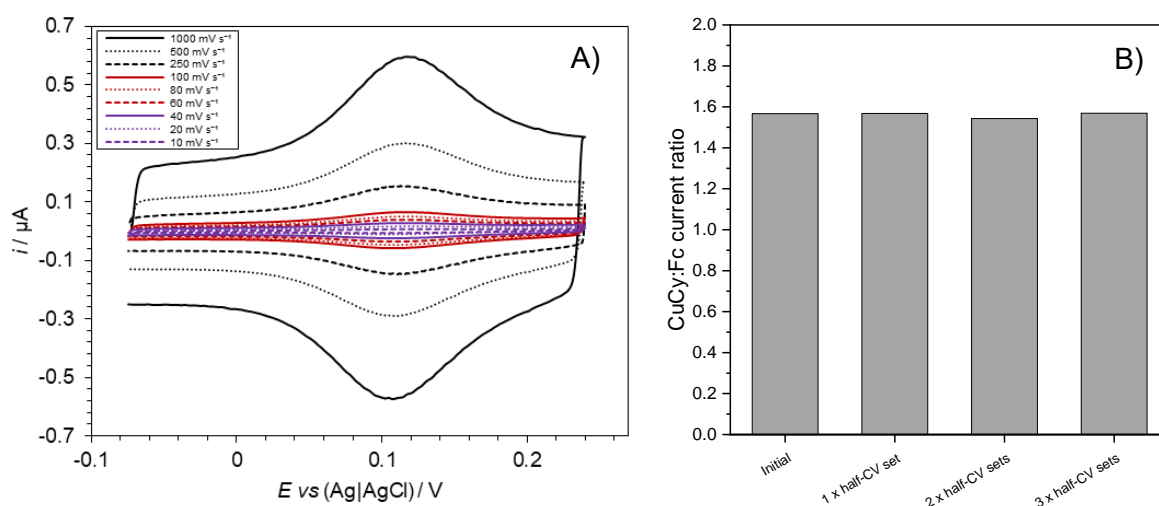 A)
0.7
0.5
0.3
0.1
-0.1
-0.3
-0.5
-0.7
i / µA
1000 mV s⁻¹
500 mV s⁻¹
250 mV s⁻¹
100 mV s⁻¹
80 mV s⁻¹
60 mV s⁻¹
40 mV s⁻¹
20 mV s⁻¹
10 mV s⁻¹
-0.1 0 0.1 0.2
E vs (Ag|AgCl) / V
B)
2.0
1.8
1.6
1.4
1.2
1.0
0.8
0.6
0.4
0.2
0.0
CuCy:Fc current ratio
Initial
1 x half-CV set
2 x half-CV sets
3 x half-CV sets